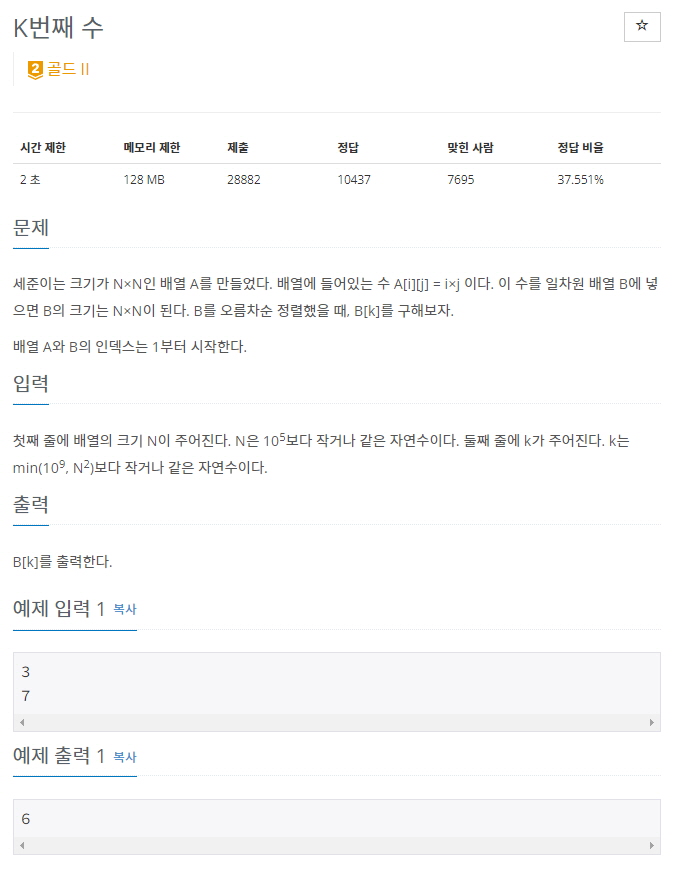 K번째 수
☆
2 골드 II
시간 제한 메모리 제한 제출 정답 맞힌 사람 정답 비율
2 초 128 MB 28882 10437 7695 37.551%
문제
세준이는 크기가 N×N인 배열 A를 만들었다. 배열에 들어있는 수 A[i][j] = i×j 이다. 이 수를 일차원 배열 B에 넣
으면 B의 크기는 N×N이 된다. B를 오름차순 정렬했을 때, B[k]를 구해보자.
배열 A와 B의 인덱스는 1부터 시작한다.
입력
첫째 줄에 배열의 크기 N이 주어진다. N은 10⁵보다 작거나 같은 자연수이다. 둘째 줄에 k가 주어진다. k는
min(10⁹, N²)보다 작거나 같은 자연수이다.
출력
B[k]를 출력한다.
예제 입력 1 복사
3
7
예제 출력 1 복사
6